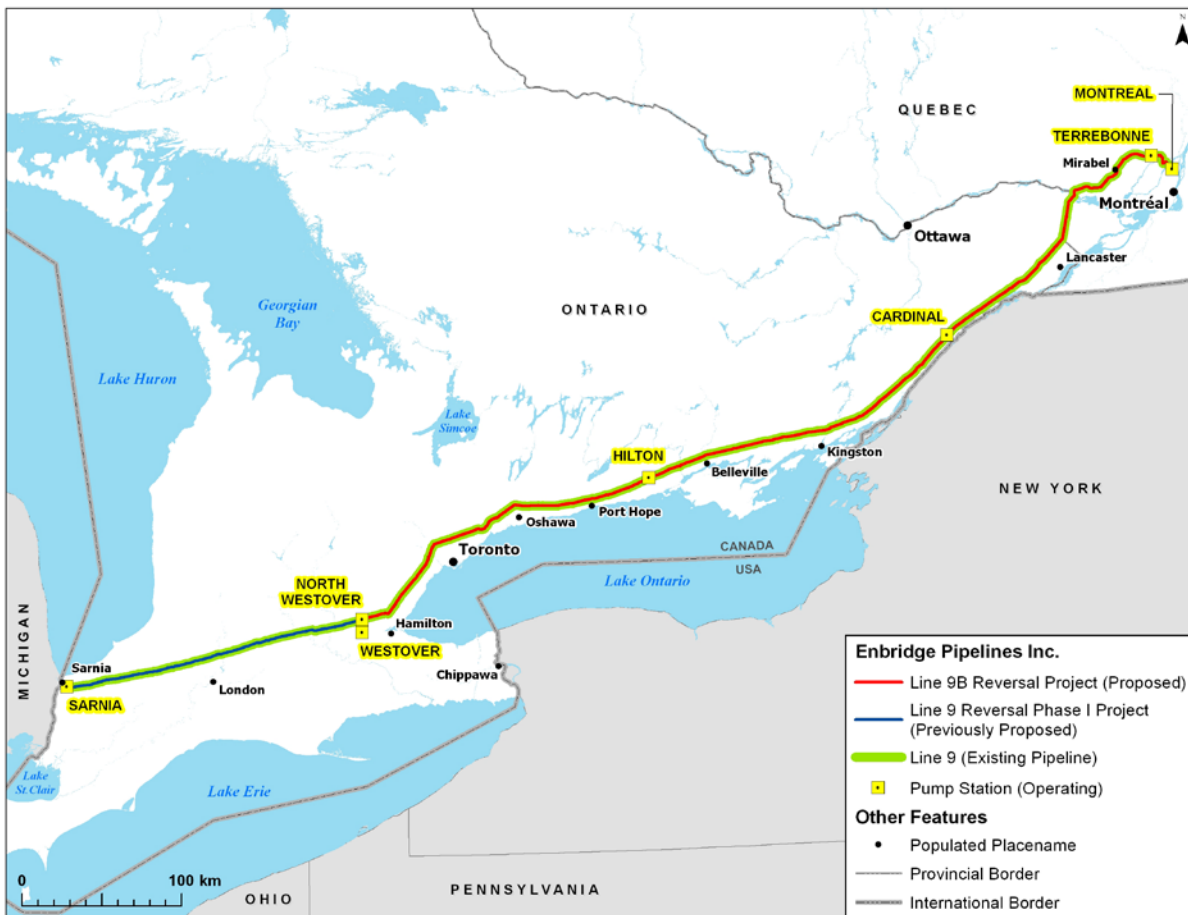 N
MONTREAL
QUEBEC
TERREBONNE
Mirabel
Montréal
Ottawa
Lancaster
ONTARIO
CARDINAL
Georgian
Bay
Lake Huron
Lake
Simcoe
HILTON
Belleville
Kingston
NEW YORK
Port Hope
Oshawa
Toronto
CANADA
USA
Lake Ontario
NORTH
WESTOVER
Hamilton
WESTOVER
MICHIGAN
Sarnia
SARNIA
London
Chippawa
Lake
St. Clair
Lake Erie
0 100 km
OHIO
PENNSYLVANIA
Enbridge Pipelines Inc.
Line 9B Reversal Project (Proposed)
Line 9 Reversal Phase I Project
(Previously Proposed)
Line 9 (Existing Pipeline)
Pump Station (Operating)
Other Features
Populated Placename
Provincial Border
International Border